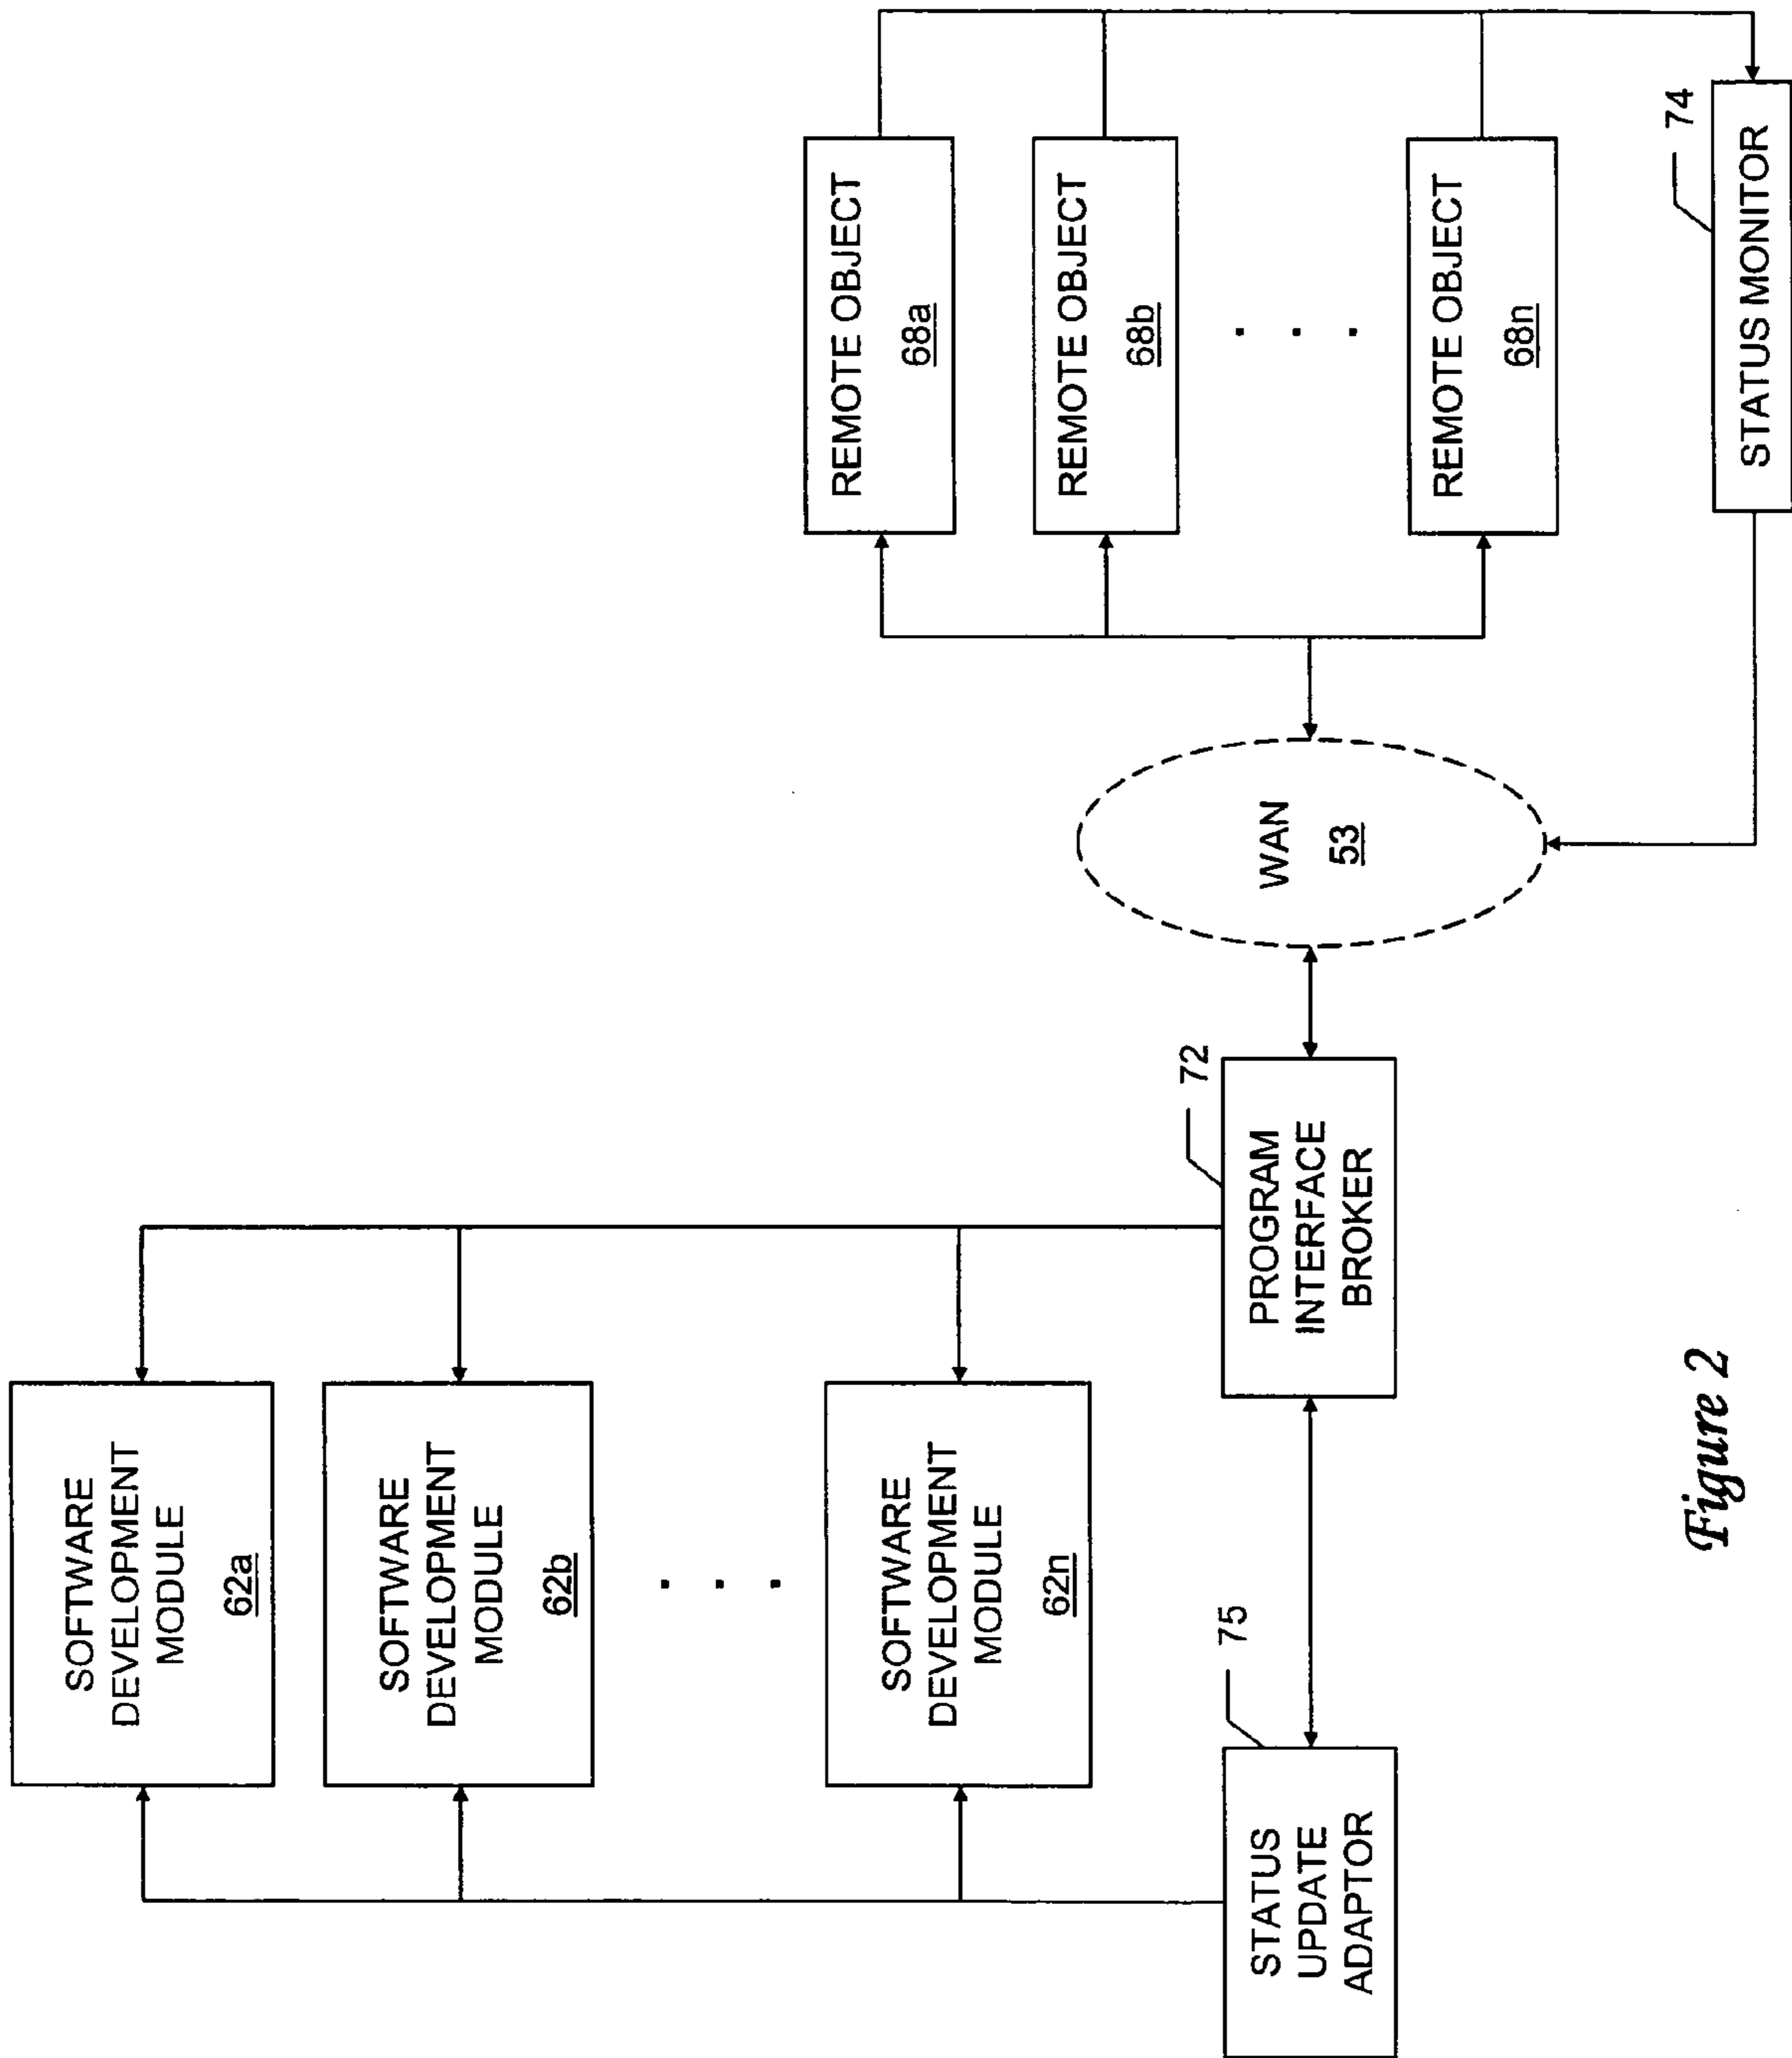 SOFTWARE
DEVELOPMENT
MODULE
62a
SOFTWARE
DEVELOPMENT
MODULE
62b
. . .
SOFTWARE
DEVELOPMENT
MODULE
62n
75
STATUS
UPDATE
ADAPTOR
72
PROGRAM
INTERFACE
BROKER
WAN
53
REMOTE OBJECT
68a
REMOTE OBJECT
68b
. . .
REMOTE OBJECT
68n
74
STATUS MONITOR
Figure 2